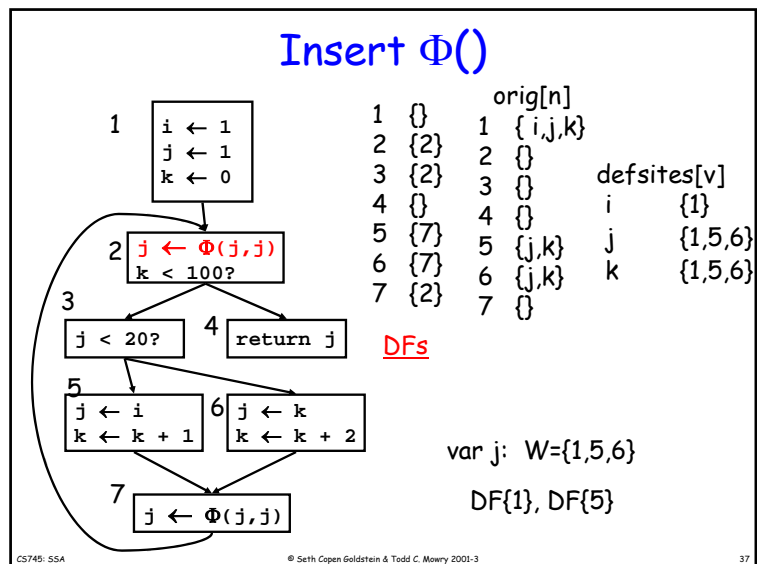 Insert Φ()
1
i ← 1
j ← 1
k ← 0
2
j ← Φ(j,j)
k < 100?
3
j < 20?
4
return j
5
j ← i
k ← k + 1
6
j ← k
k ← k + 2
7
j ← Φ(j,j)
1 {}
2 {2}
3 {2}
4 {}
5 {7}
6 {7}
7 {2}
DFs
orig[n]
1 { i,j,k}
2 {}
3 {}
4 {}
5 {j,k}
6 {j,k}
7 {}
defsites[v]
i {1}
j {1,5,6}
k {1,5,6}
var j: W={1,5,6}
DF{1}, DF{5}
CS745: SSA
© Seth Copen Goldstein & Todd C. Mowry 2001-3
37